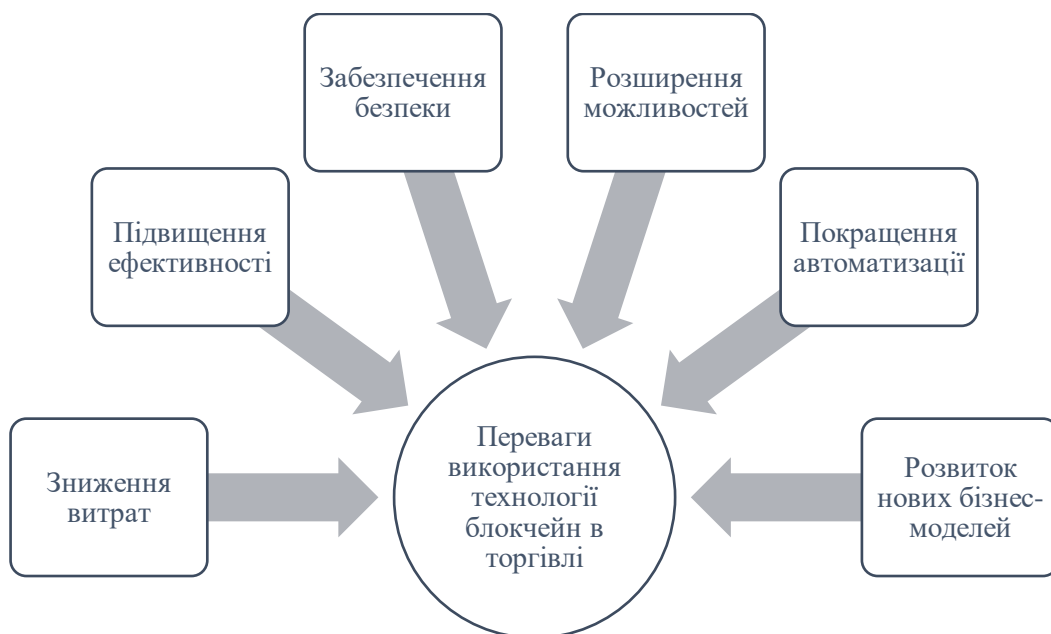 Забезпечення
безпеки
Розширення
можливостей
Підвищення
ефективності
Покращення
автоматизації
Зниження
витрат
Переваги
використання
технології
блокчейн в
торгівлі
Розвиток
нових бізнес-
моделей